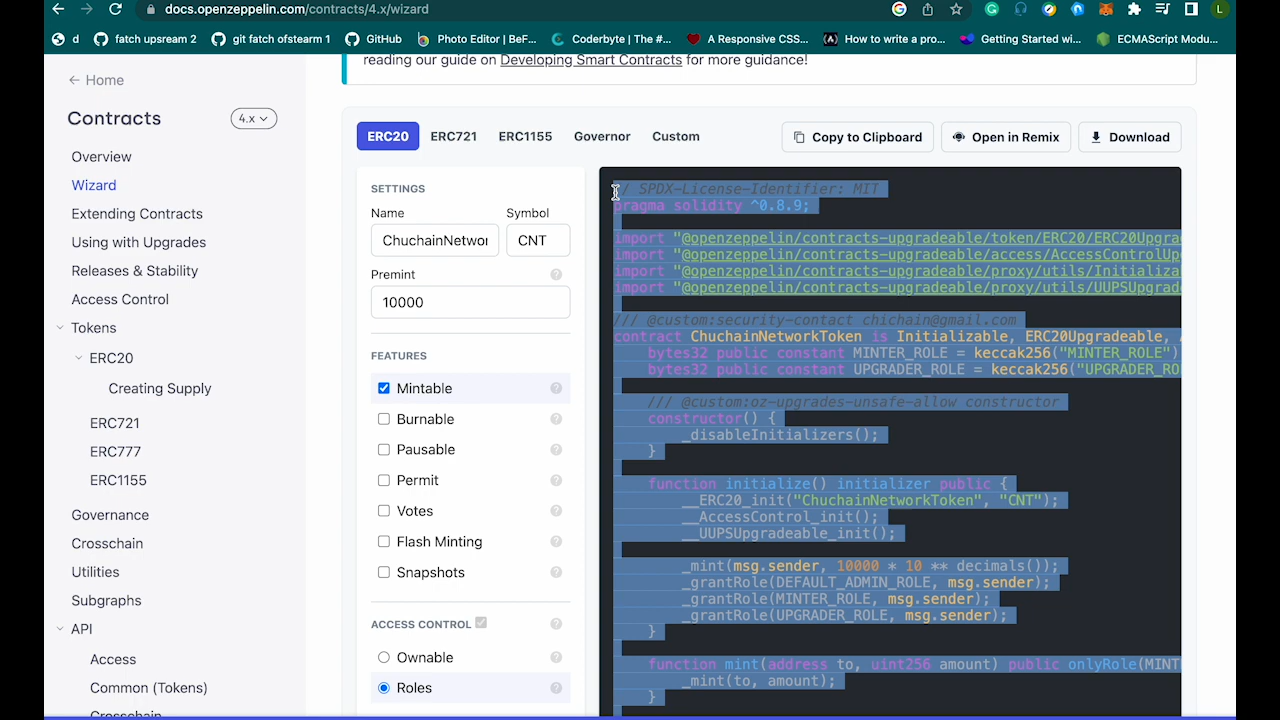 docs.openzeppelin.com/contracts/4.x/wizard
L
d
fatch upsream 2
git fatch ofstearm 1
GitHub
Photo Editor | BeF...
Coderbyte | The #...
A Responsive CSS...
How to write a pro...
Getting Started wi...
ECMAScript Modu...
reading our guide on Developing Smart Contracts for more guidance!
← Home
Contracts
4.x
Overview
Wizard
Extending Contracts
Using with Upgrades
Releases & Stability
Access Control
Tokens
ERC20
Creating Supply
ERC721
ERC777
ERC1155
Governance
Crosschain
Utilities
Subgraphs
API
Access
Common (Tokens)
Crosschain
ERC20 ERC721 ERC1155 Governor Custom
Copy to Clipboard
Open in Remix
Download
SETTINGS
Name Symbol
ChuchainNetwor CNT
Premint
10000
FEATURES
Mintable
Burnable
Pausable
Permit
Votes
Flash Minting
Snapshots
ACCESS CONTROL
Ownable
Roles
// SPDX-License-Identifier: MIT
pragma solidity ^0.8.9;
import "@openzeppelin/contracts-upgradeable/token/ERC20/ERC20Upgra
import "@openzeppelin/contracts-upgradeable/access/AccessControlUp
import "@openzeppelin/contracts-upgradeable/proxy/utils/Initializa
import "@openzeppelin/contracts-upgradeable/proxy/utils/UUPSUpgrad
/// @custom:security-contact chichain@gmail.com
contract ChuchainNetworkToken is Initializable, ERC20Upgradeable, A
bytes32 public constant MINTER_ROLE = keccak256("MINTER_ROLE")
bytes32 public constant UPGRADER_ROLE = keccak256("UPGRADER_RO
/// @custom:oz-upgrades-unsafe-allow constructor
constructor() {
_disableInitializers();
}
function initialize() initializer public {
__ERC20_init("ChuchainNetworkToken", "CNT");
__AccessControl_init();
__UUPSUpgradeable_init();
_mint(msg.sender, 10000 * 10 ** decimals());
_grantRole(DEFAULT_ADMIN_ROLE, msg.sender);
_grantRole(MINTER_ROLE, msg.sender);
_grantRole(UPGRADER_ROLE, msg.sender);
}
function mint(address to, uint256 amount) public onlyRole(MINT
_mint(to, amount);
}